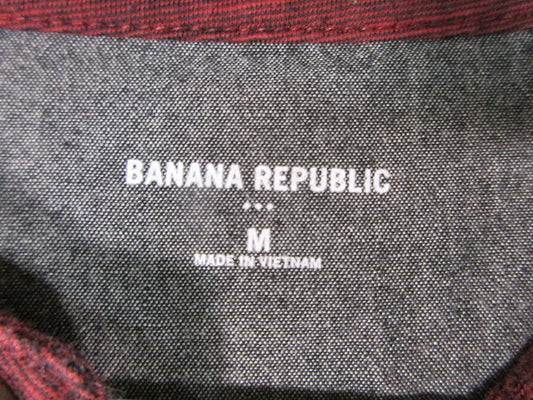 BANANA REPUBLIC
•••
M
MADE IN VIETNAM